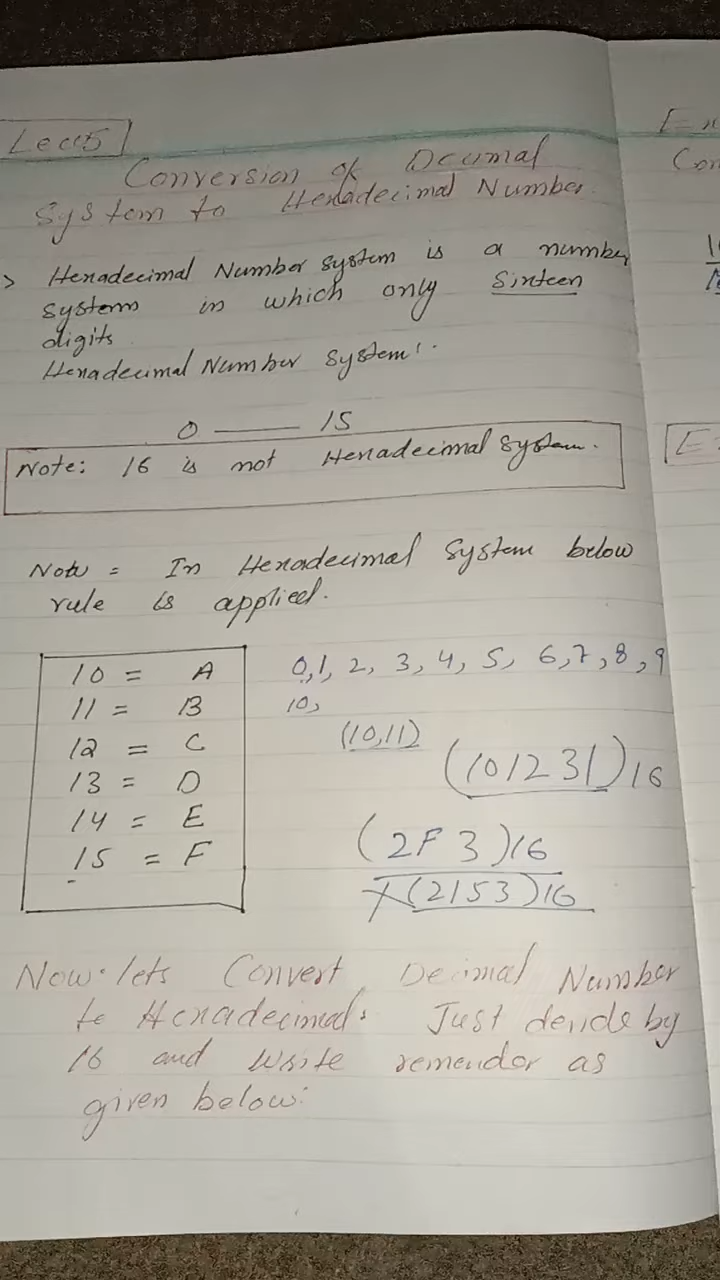 Lec05
Conversion of Decimal
System to Hexadecimal Number.
> Hexadecimal Number system is a number
system in which only Sixteen
digits
Hexadecimal Number System:
0 —— 15
Note: 16 is not Hexadecimal System.
Note = In Hexadecimal System below
rule is applied.
10 = A
11 = B
12 = C
13 = D
14 = E
15 = F
0,1, 2, 3, 4, 5, 6,7,8,9
10,
(10,11)
(101231)16
(2F3)16
X(2153)16
Now lets Convert Decimal Number
to Hexadecimal. Just devide by
16 and write remendor as
given below: